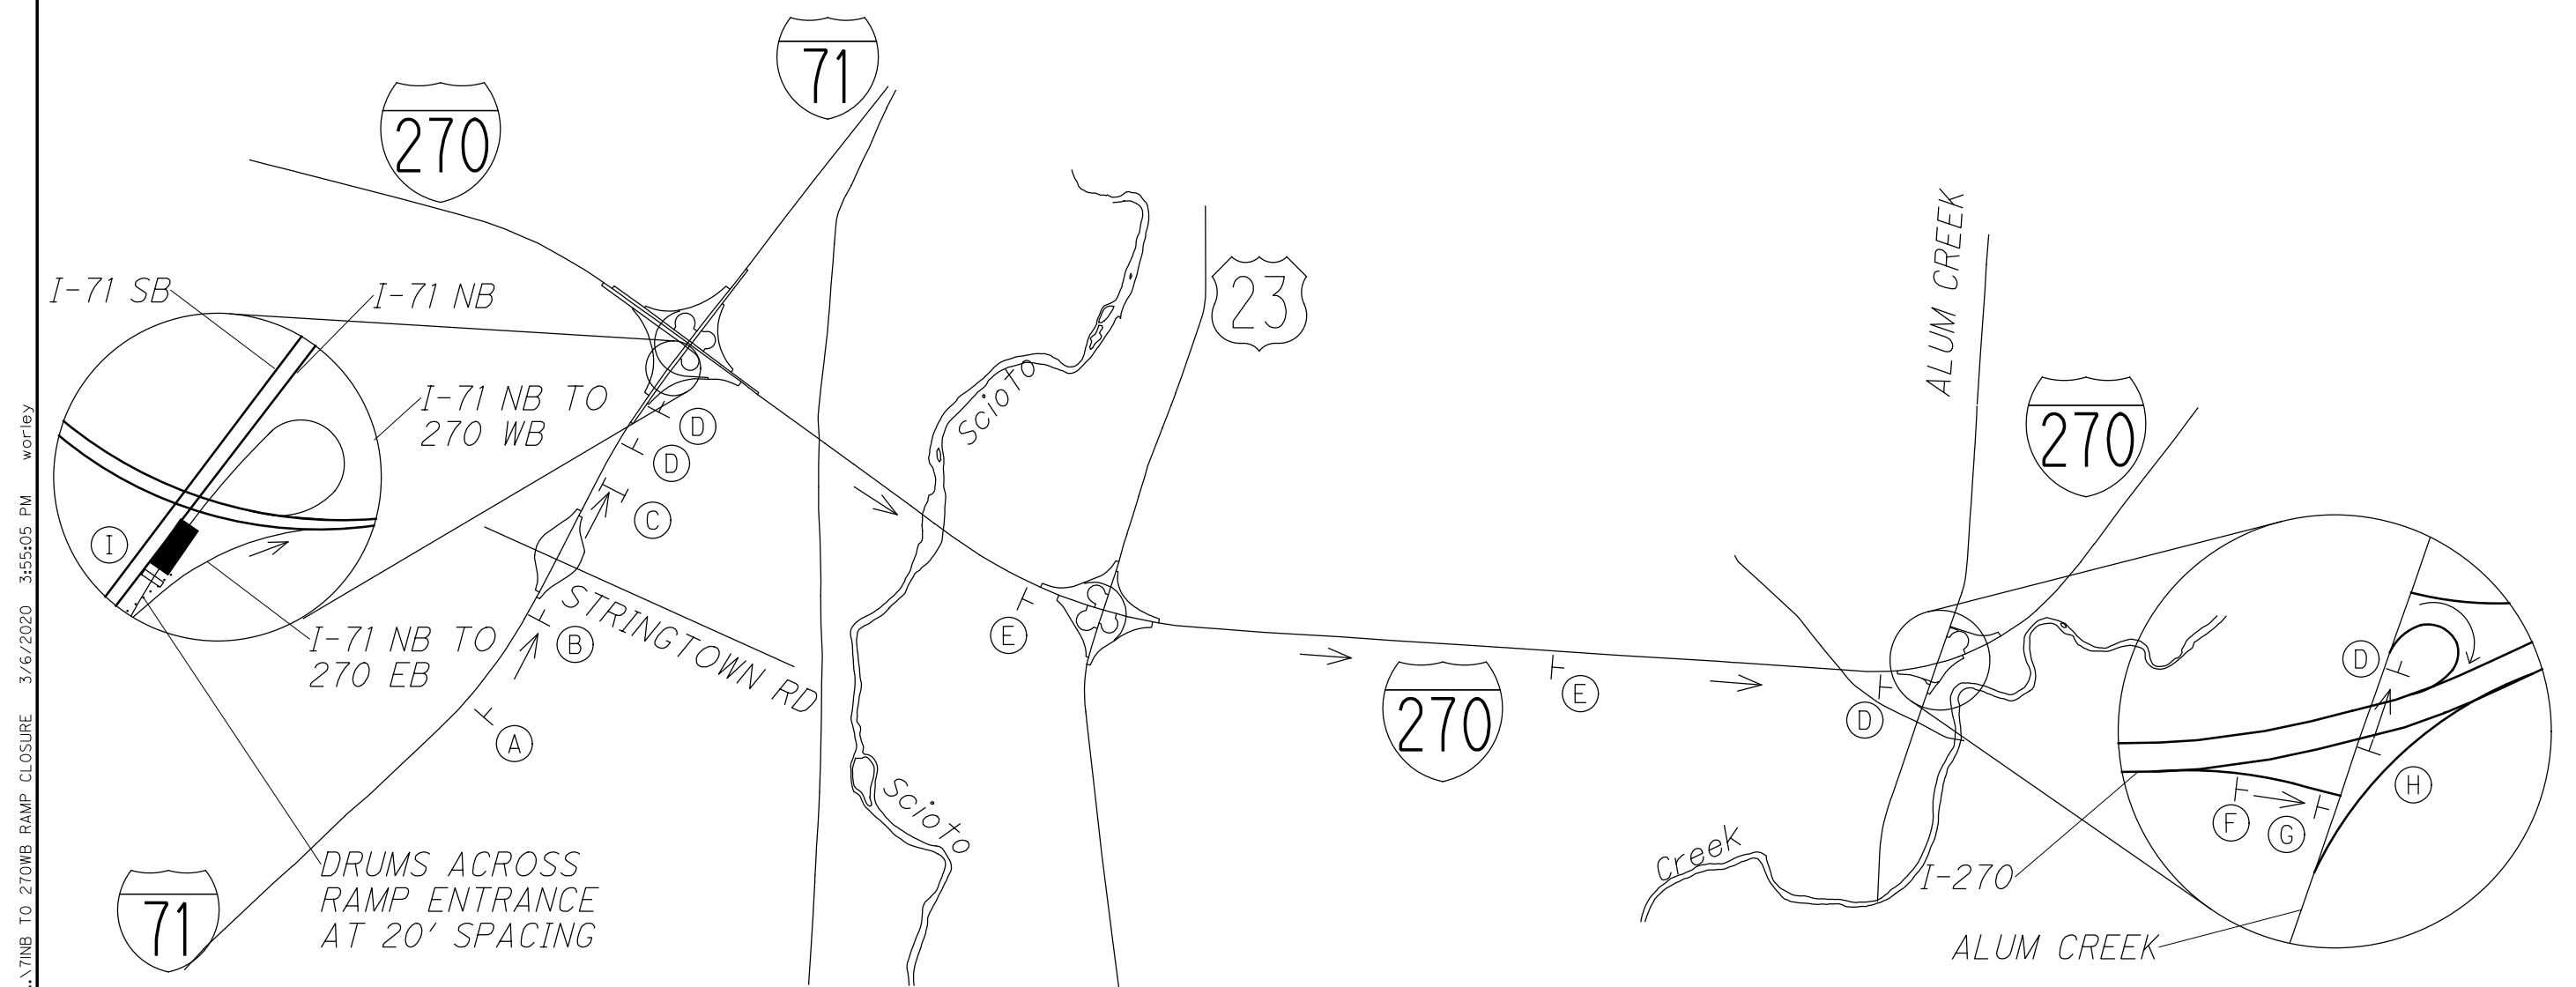 71
270
ALUM CREEK
I-71 SB
I-71 NB
23
I-71 NB TO
270 WB
Scioto
270
D
D
C
I
STRINGTOWN RD
B
E
I-71 NB TO
270 EB
A
270
E
D
D
F
G
H
Scioto
Creek
DRUMS ACROSS
RAMP ENTRANCE
AT 20' SPACING
71
I-270
ALUM CREEK
...\71NB TO 270WB RAMP CLOSURE 3/6/2020 3:55:05 PM worley